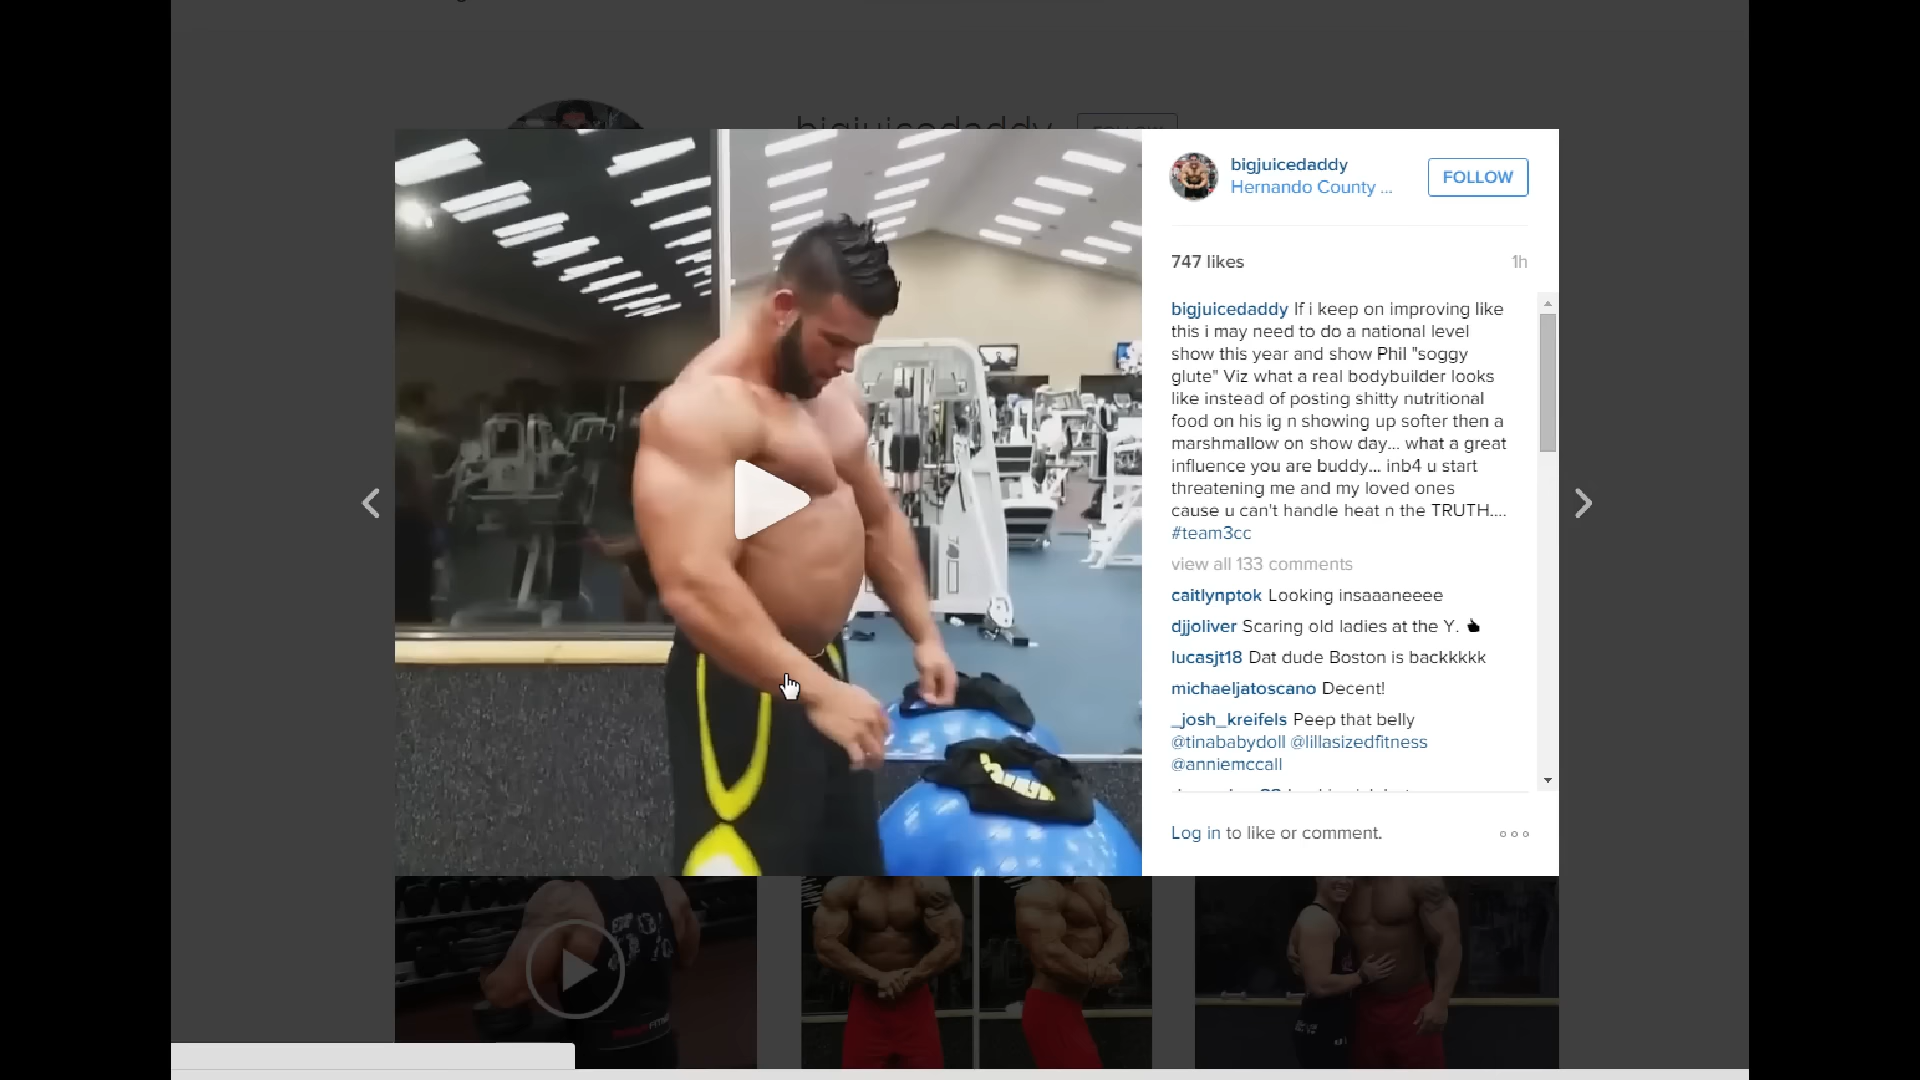 bigjuicedaddy
bigjuicedaddy
Hernando County ...
FOLLOW
747 likes
1h
bigjuicedaddy If i keep on improving like
this i may need to do a national level
show this year and show Phil "soggy
glute" Viz what a real bodybuilder looks
like instead of posting shitty nutritional
food on his ig n showing up softer then a
marshmallow on show day... what a great
influence you are buddy... inb4 u start
threatening me and my loved ones
cause u can't handle heat n the TRUTH....
#team3cc
view all 133 comments
caitlynptok Looking insaaaneeee
djjoliver Scaring old ladies at the Y.
lucasjt18 Dat dude Boston is backkkkk
michaeljatoscano Decent!
_josh_kreifels Peep that belly
@tinababydoll @lillasizedfitness
@anniemccall
Log in to like or comment.